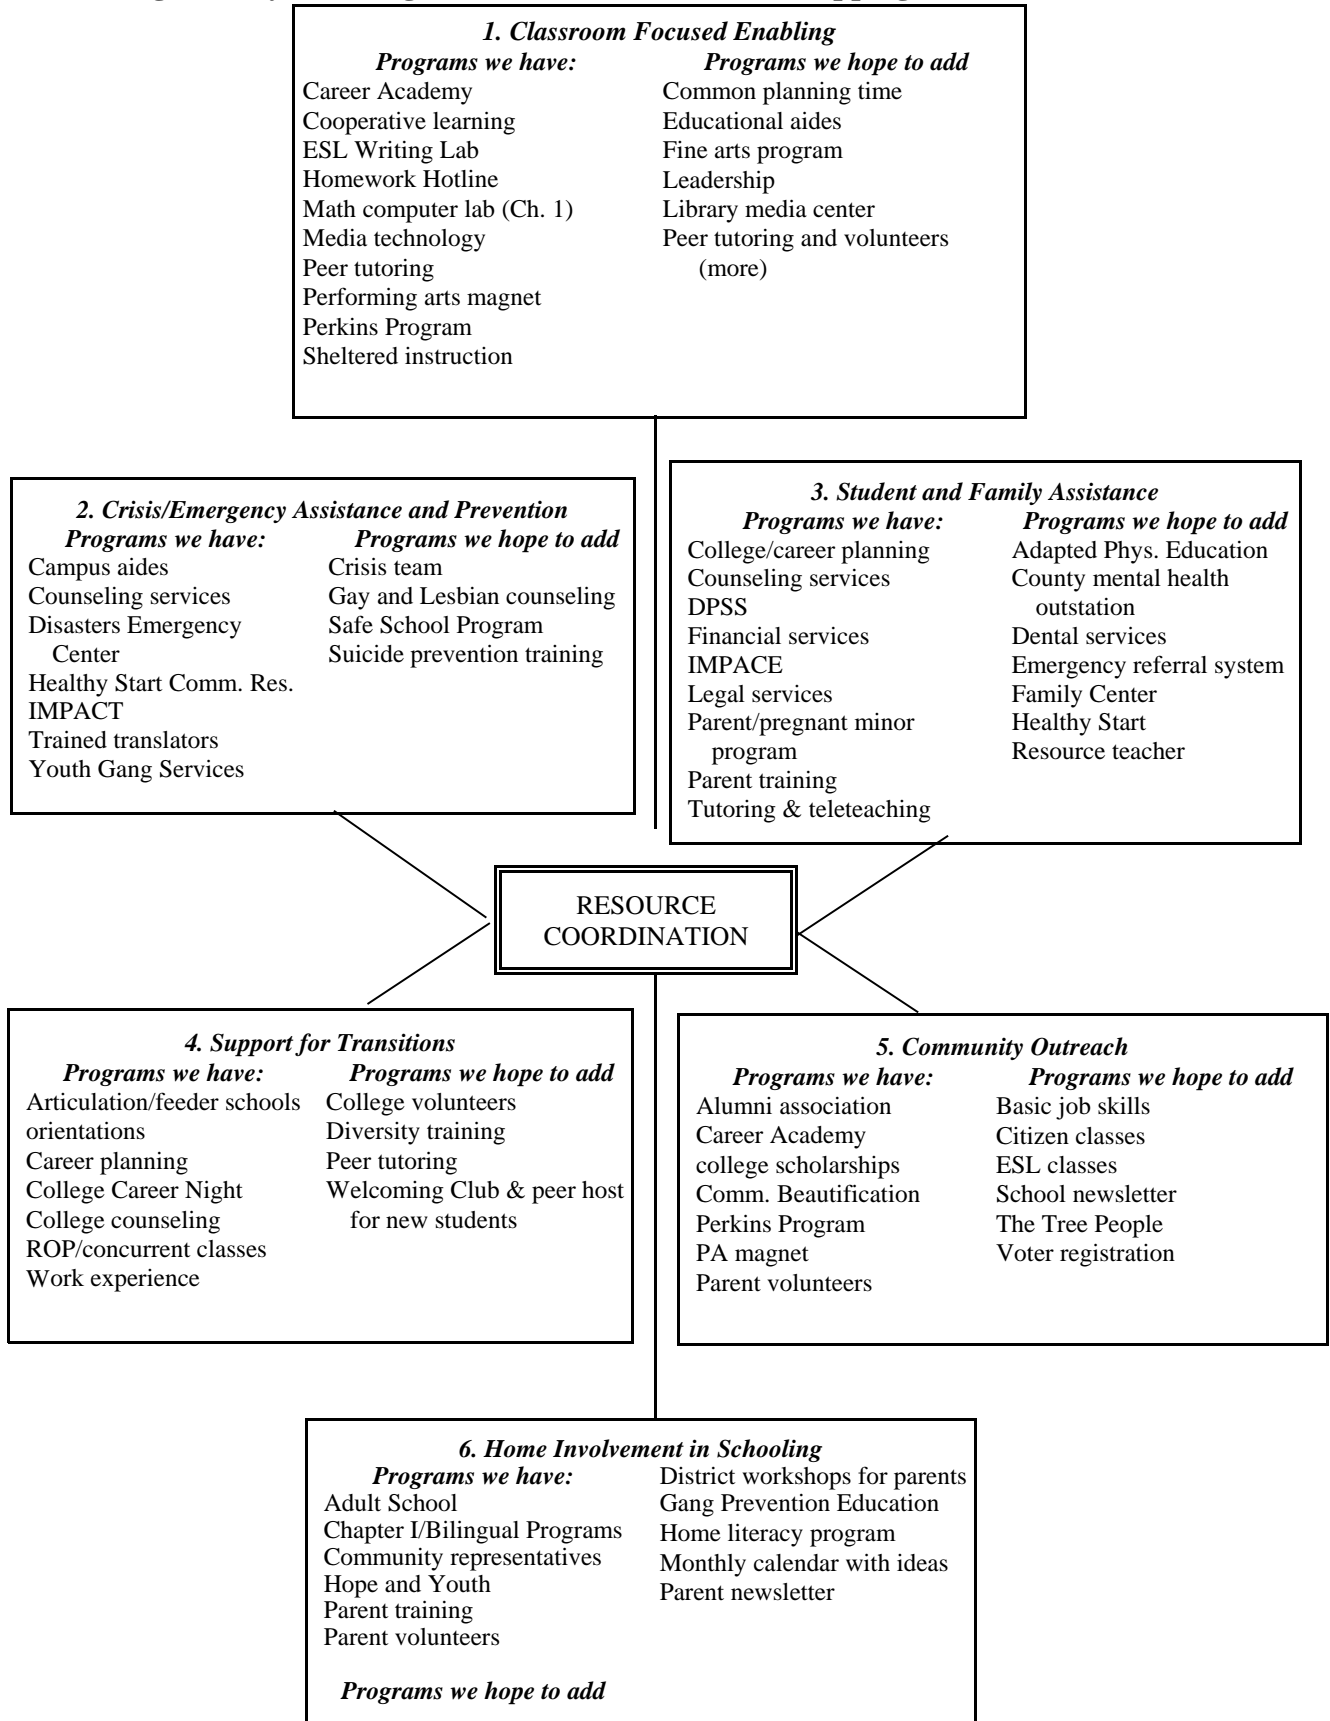 1. Classroom Focused Enabling
Programs we have:
Career Academy
Cooperative learning
ESL Writing Lab
Homework Hotline
Math computer lab (Ch. 1)
Media technology
Peer tutoring
Performing arts magnet
Perkins Program
Sheltered instruction
Programs we hope to add
Common planning time
Educational aides
Fine arts program
Leadership
Library media center
Peer tutoring and volunteers
(more)
2. Crisis/Emergency Assistance and Prevention
Programs we have:
Campus aides
Counseling services
Disasters Emergency
Center
Healthy Start Comm. Res.
IMPACT
Trained translators
Youth Gang Services
Programs we hope to add
Crisis team
Gay and Lesbian counseling
Safe School Program
Suicide prevention training
3. Student and Family Assistance
Programs we have:
College/career planning
Counseling services
DPSS
Financial services
IMPACE
Legal services
Parent/pregnant minor
program
Parent training
Tutoring & teleteaching
Programs we hope to add
Adapted Phys. Education
County mental health
outstation
Dental services
Emergency referral system
Family Center
Healthy Start
Resource teacher
RESOURCE
COORDINATION
4. Support for Transitions
Programs we have:
Articulation/feeder schools
orientations
Career planning
College Career Night
College counseling
ROP/concurrent classes
Work experience
Programs we hope to add
College volunteers
Diversity training
Peer tutoring
Welcoming Club & peer host
for new students
5. Community Outreach
Programs we have:
Alumni association
Career Academy
college scholarships
Comm. Beautification
Perkins Program
PA magnet
Parent volunteers
Programs we hope to add
Basic job skills
Citizen classes
ESL classes
School newsletter
The Tree People
Voter registration
6. Home Involvement in Schooling
Programs we have:
Adult School
Chapter I/Bilingual Programs
Community representatives
Hope and Youth
Parent training
Parent volunteers
Programs we hope to add
District workshops for parents
Gang Prevention Education
Home literacy program
Monthly calendar with ideas
Parent newsletter